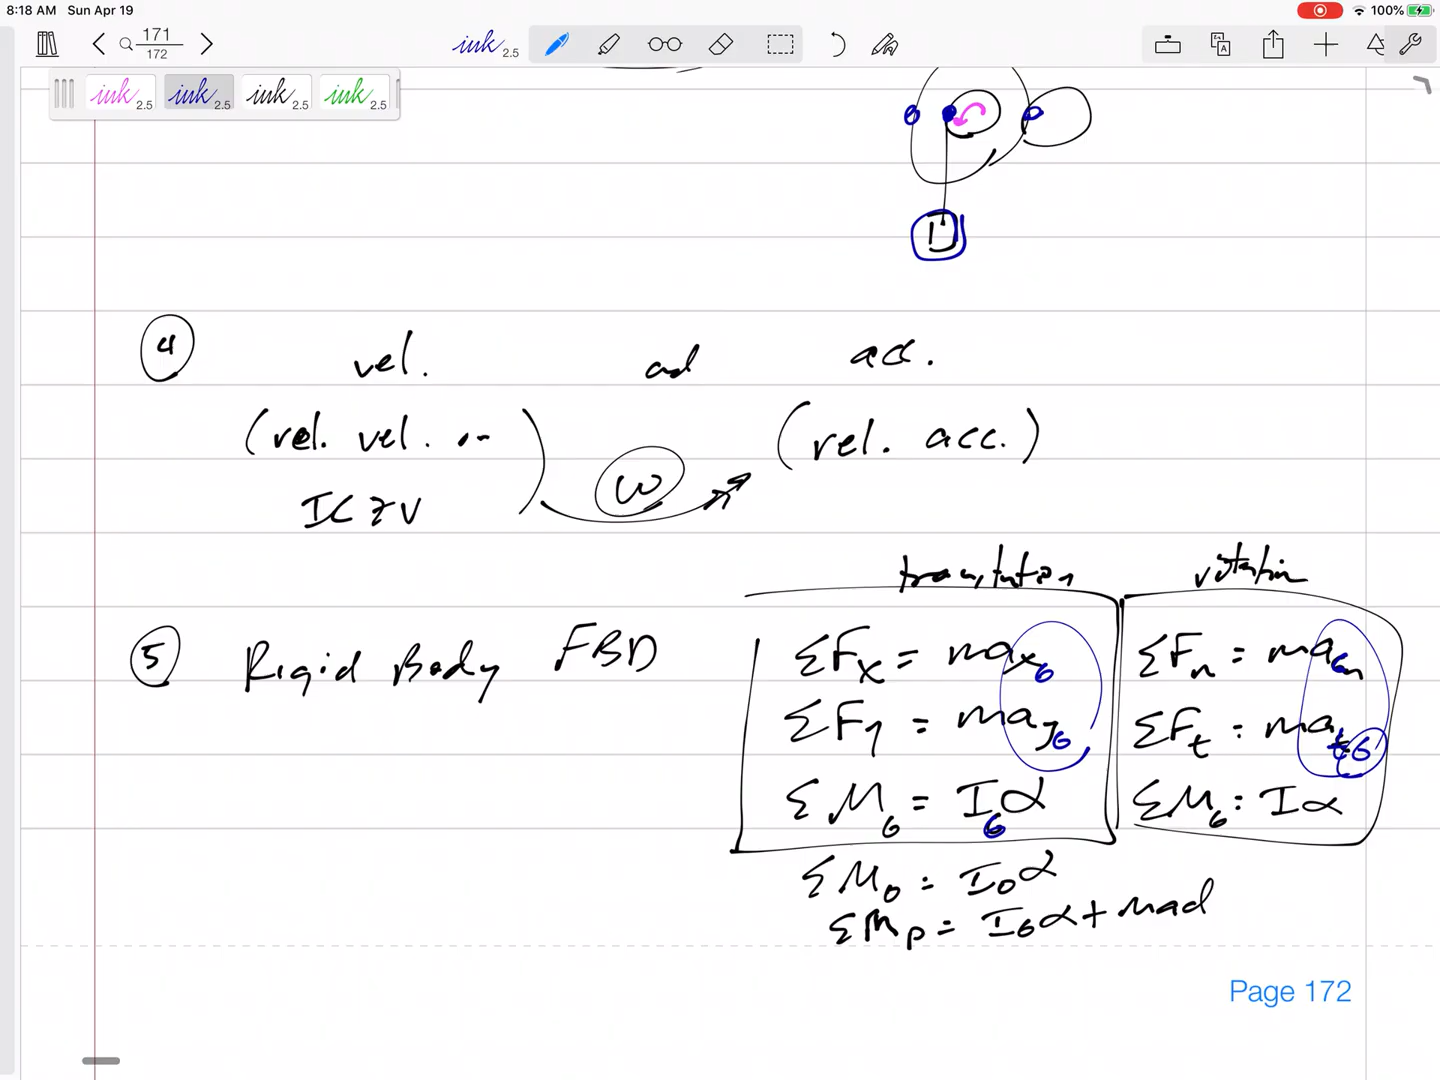 8:18 AM Sun Apr 19
100%
171
172
ink 2.5
ink 2.5 ink 2.5 ink 2.5 ink 2.5
④ vel. and acc.
(rel. vel. or ICZV) ω (rel. acc.)
translation rotation
⑤ Rigid Body FBD
ΣFx = maxG ΣFn = maGn
ΣFy = mayG ΣFt = matG
ΣMG = IGα ΣMG = Iα
ΣMo = Ioα
ΣMp = IGα + mad
Page 172